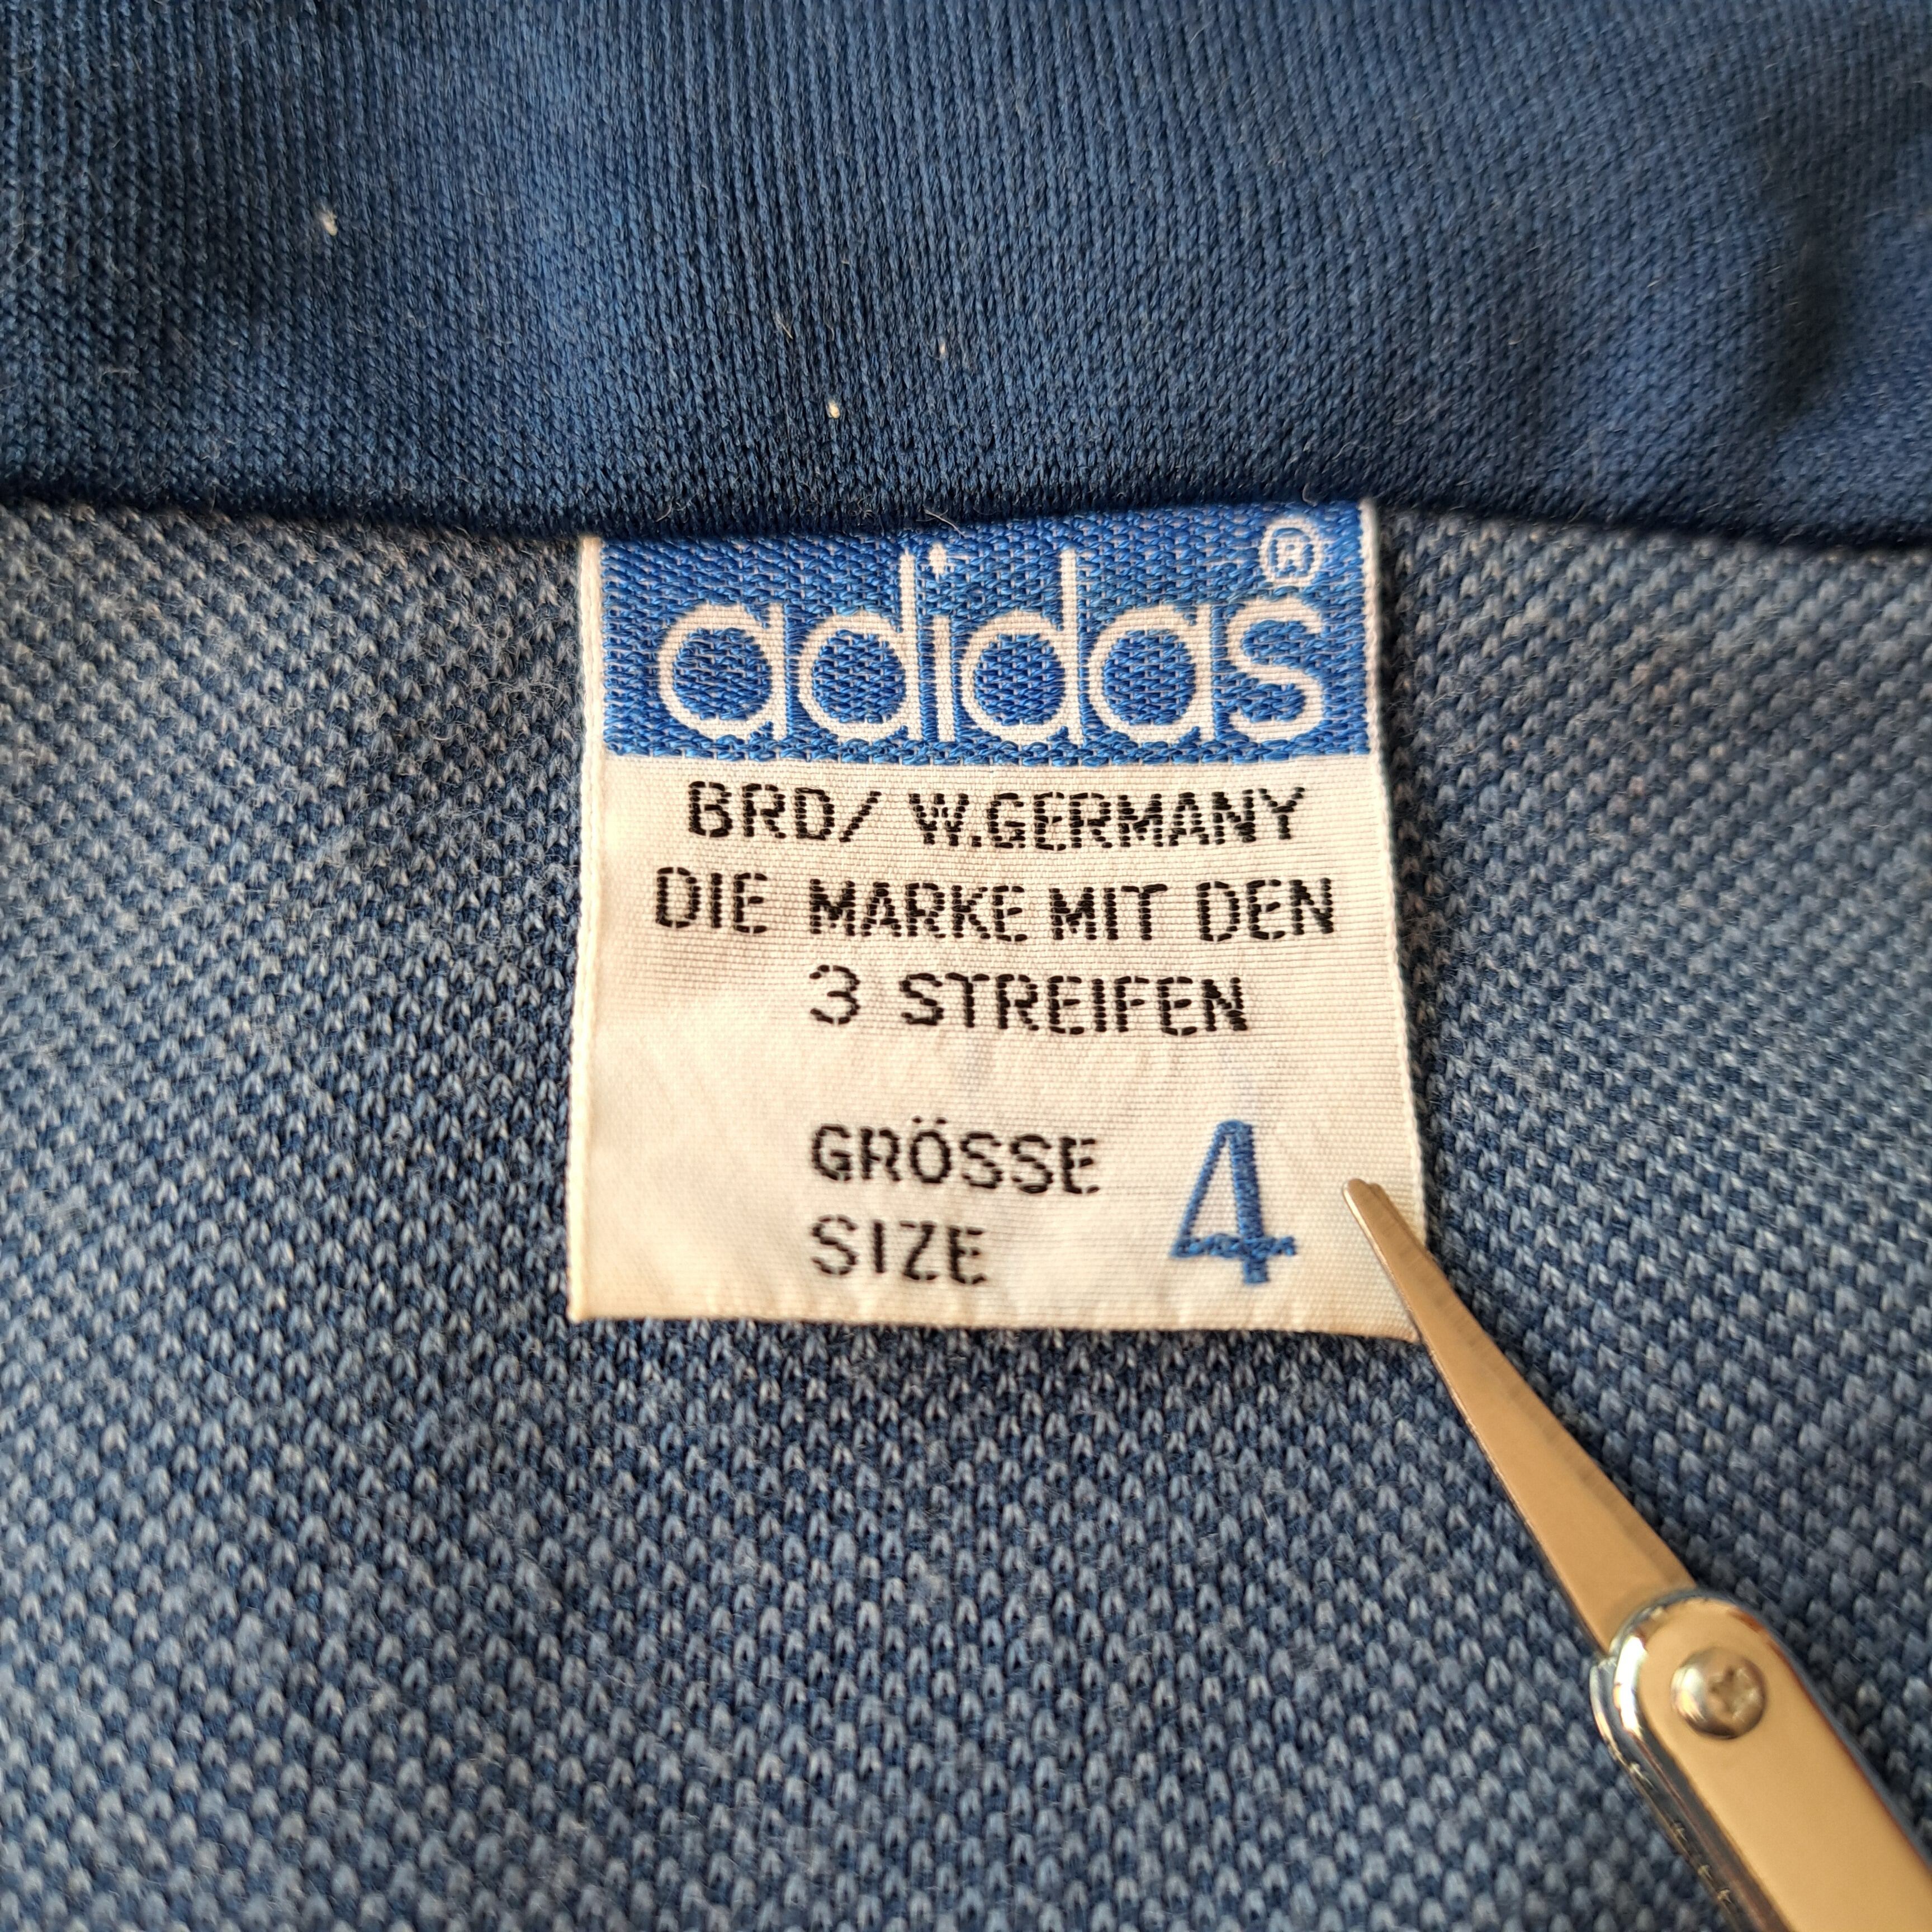 adidas®
BRD/ W.GERMANY
DIE MARKE MIT DEN
3 STREIFEN
GRÖSSE 4
SIZE